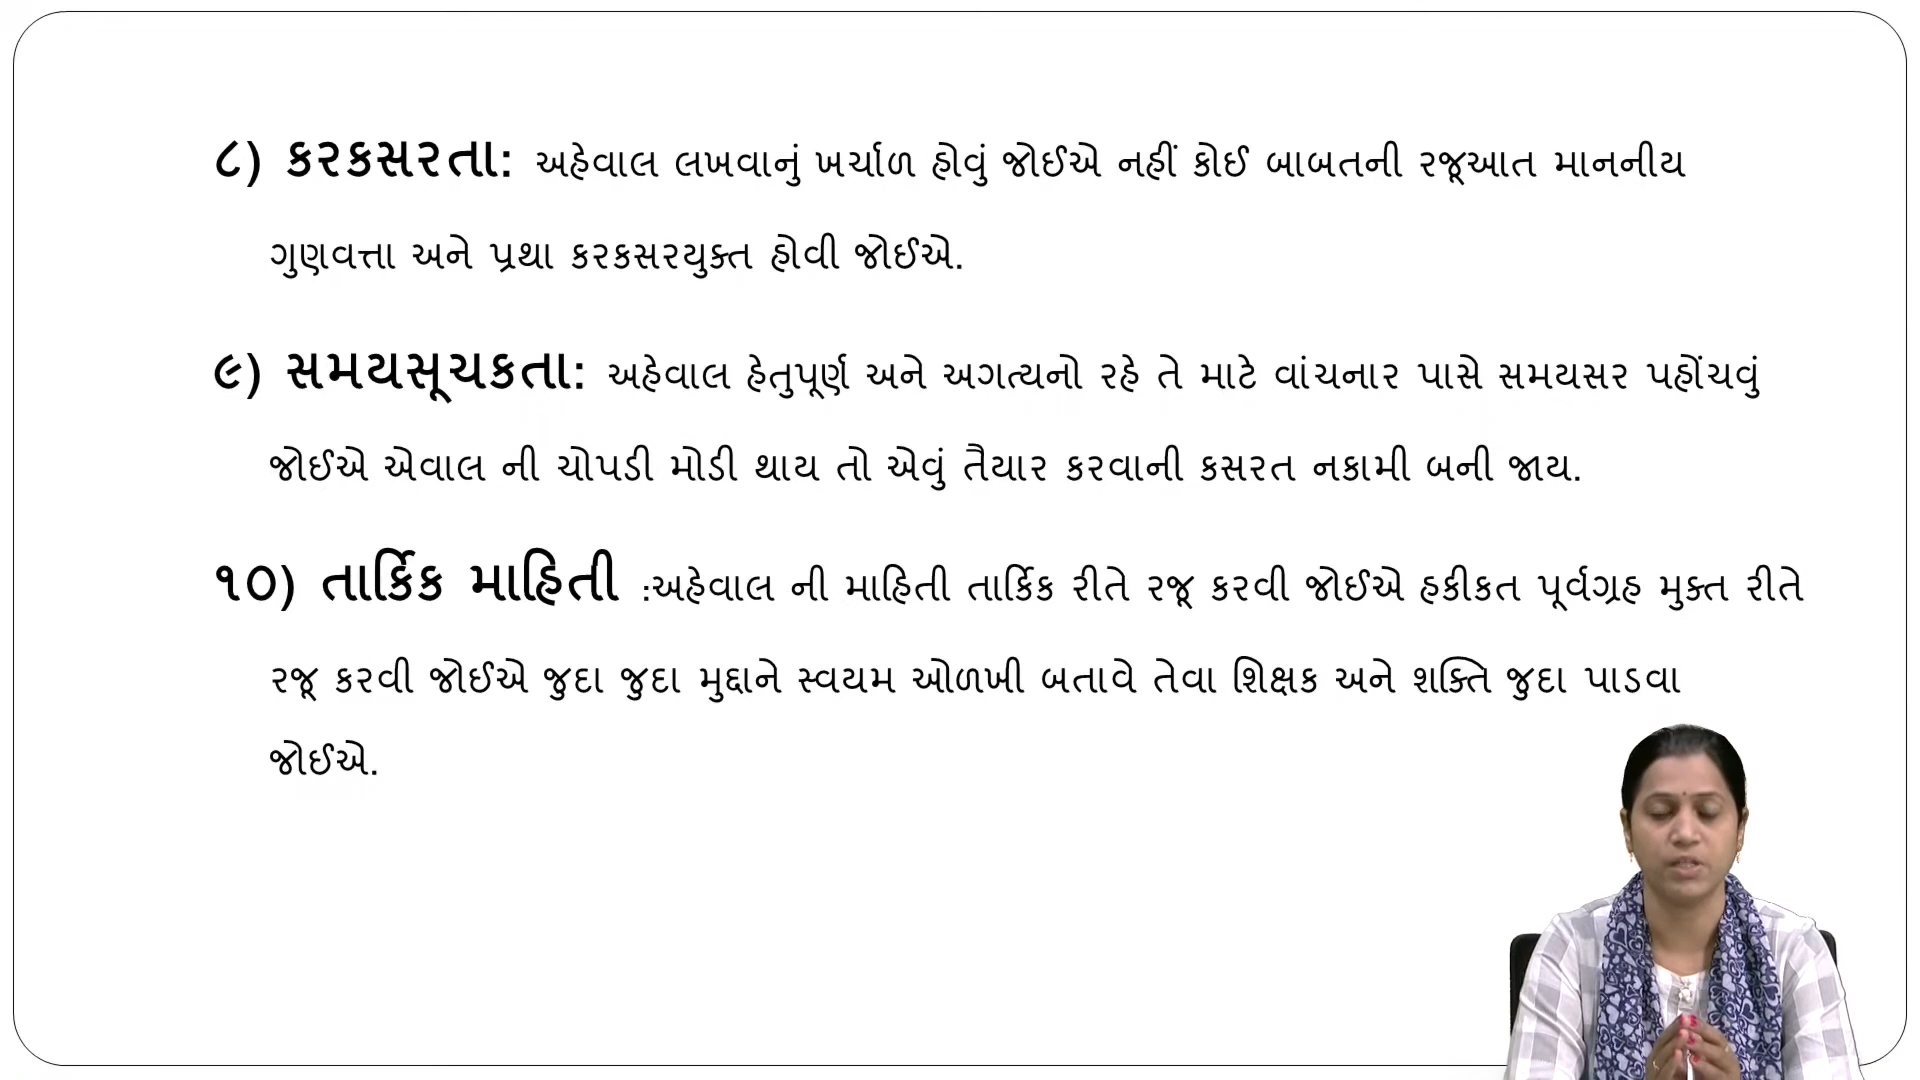 ૮) કરકસરતા: અહેવાલ લખવાનું ખર્ચાળ હોવું જોઈએ નહીં કોઈ બાબતની રજૂઆત માનનીય
ગુણવત્તા અને પ્રથા કરકસરયુક્ત હોવી જોઈએ.
૯) સમયસૂચકતા: અહેવાલ હેતુપૂર્ણ અને અગત્યનો રહે તે માટે વાંચનાર પાસે સમયસર પહોંચવું
જોઈએ એવાલ ની ચોપડી મોડી થાય તો એવું તૈયાર કરવાની કસરત નકામી બની જાય.
૧૦) તાર્કિક માહિતી :અહેવાલ ની માહિતી તાર્કિક રીતે રજૂ કરવી જોઈએ હકીકત પૂર્વગ્રહ મુક્ત રીતે
રજૂ કરવી જોઈએ જુદા જુદા મુદ્દાને સ્વયમ ઓળખી બતાવે તેવા શિક્ષક અને શક્તિ જુદા પાડવા
જોઈએ.